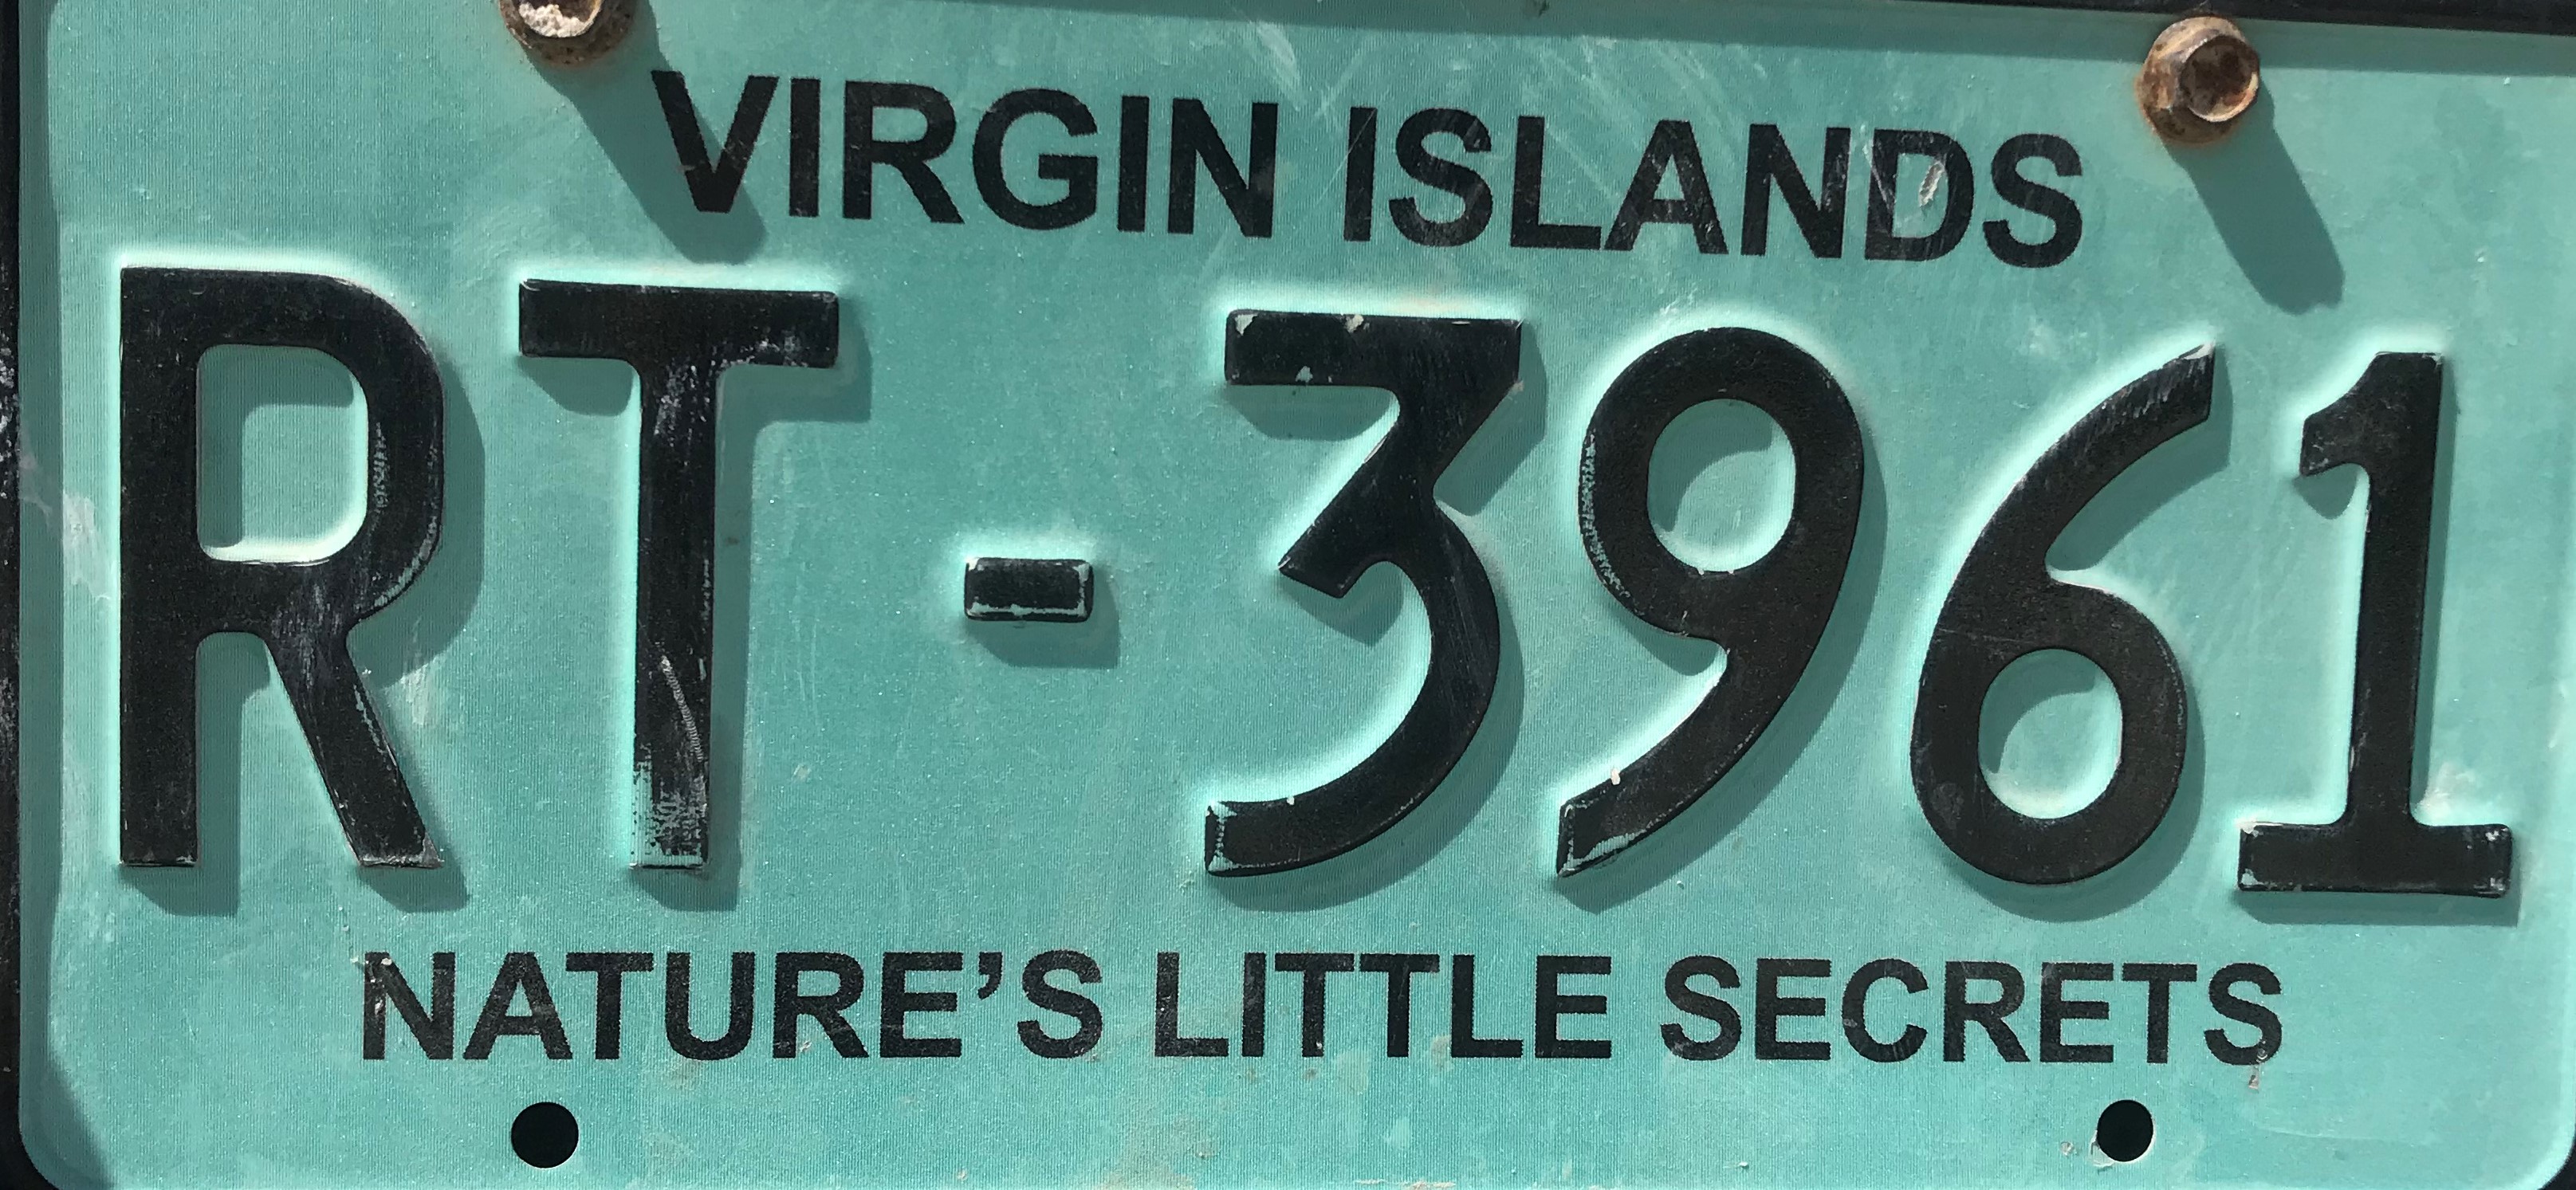 VIRGIN ISLANDS
RT-3961
NATURE’S LITTLE SECRETS